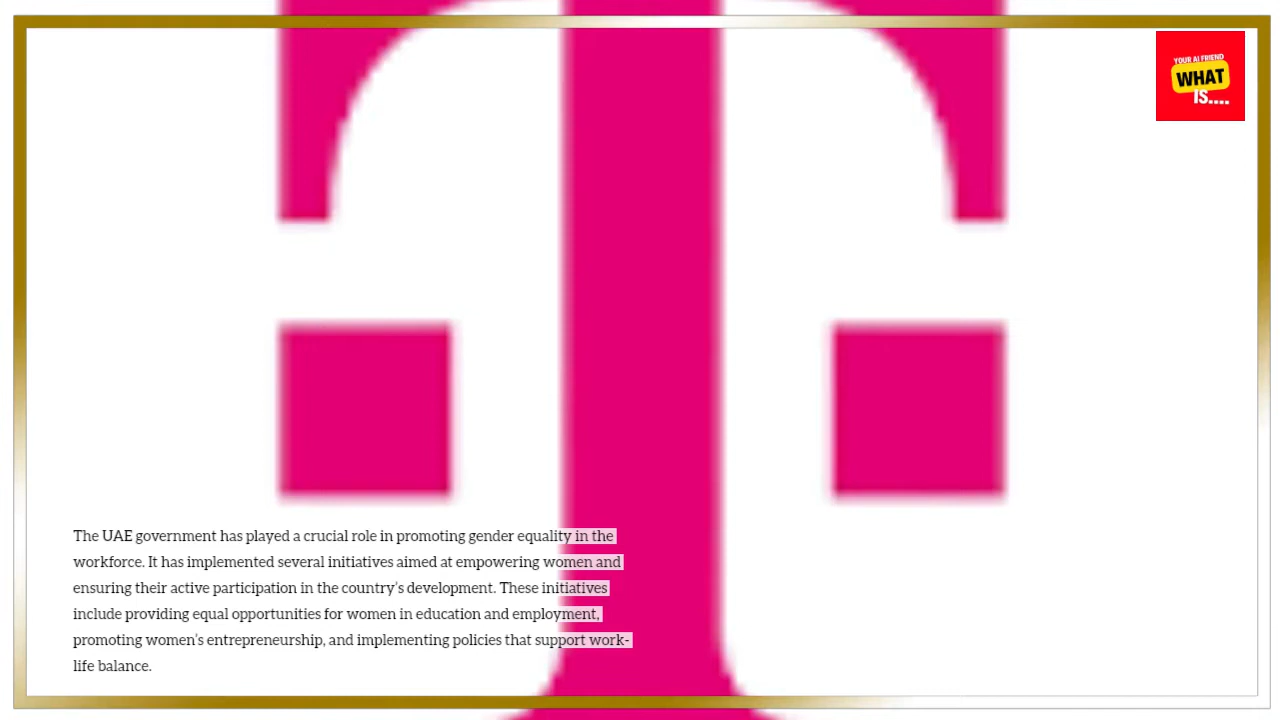 YOUR AI FRIEND
WHAT
IS....
The UAE government has played a crucial role in promoting gender equality in the
workforce. It has implemented several initiatives aimed at empowering women and
ensuring their active participation in the country's development. These initiatives
include providing equal opportunities for women in education and employment,
promoting women's entrepreneurship, and implementing policies that support work-
life balance.